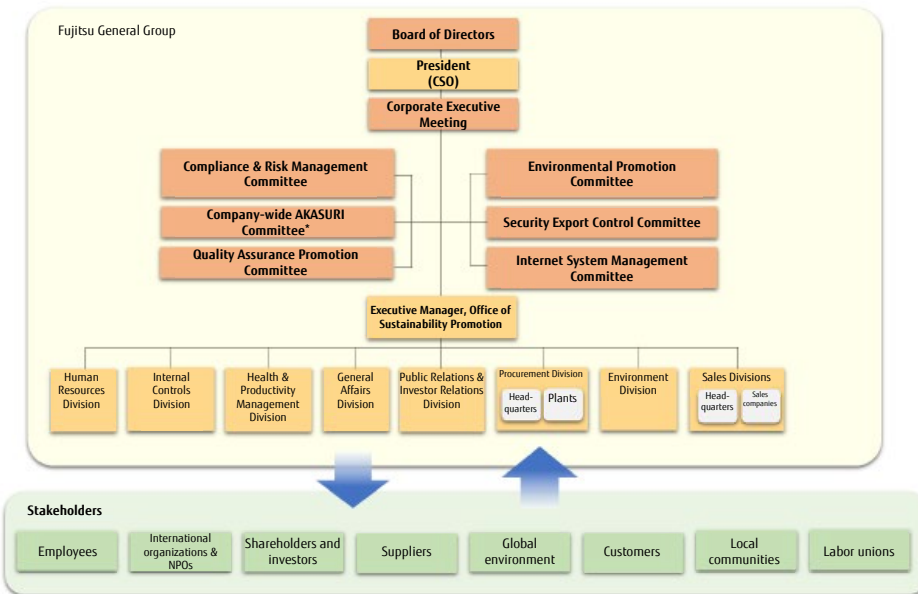 Fujitsu General Group
Board of Directors
President
(CSO)
Corporate Executive
Meeting
Compliance & Risk Management
Committee
Environmental Promotion
Committee
Company-wide AKASURI
Committee*
Security Export Control Committee
Quality Assurance Promotion
Committee
Internet System Management
Committee
Executive Manager, Office of
Sustainability Promotion
Human
Resources
Division
Internal
Controls
Division
Health &
Productivity
Management
Division
General
Affairs
Division
Public Relations &
Investor Relations
Division
Procurement Division
Head-
quarters
Plants
Environment
Division
Sales Divisions
Head-
quarters
Sales
companies
Stakeholders
Employees
International
organizations &
NPOs
Shareholders and
investors
Suppliers
Global
environment
Customers
Local
communities
Labor unions